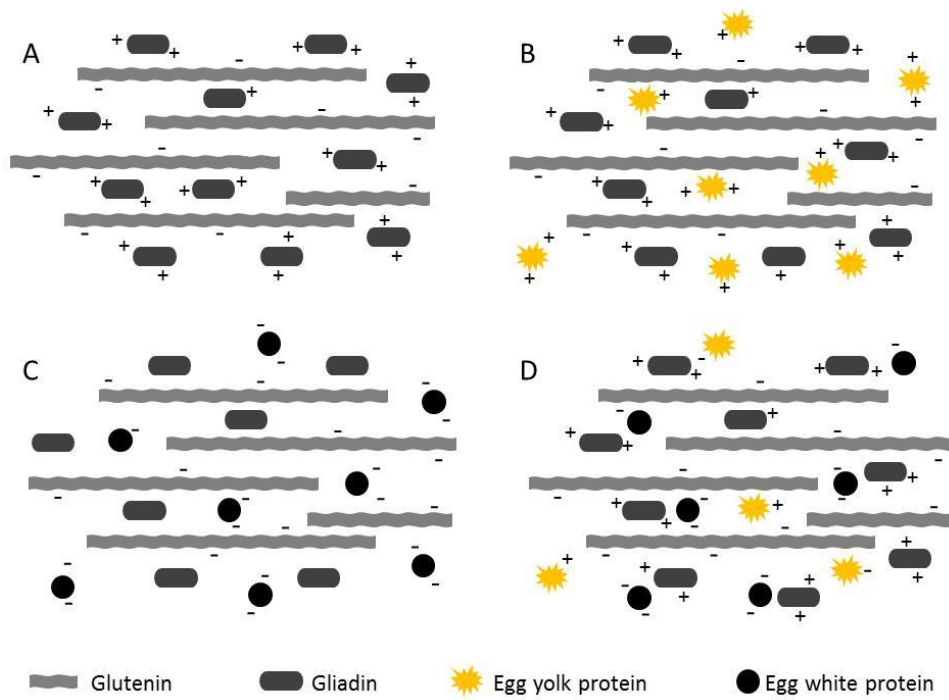 A
B
C
D
Glutenin
Gliadin
Egg yolk protein
Egg white protein